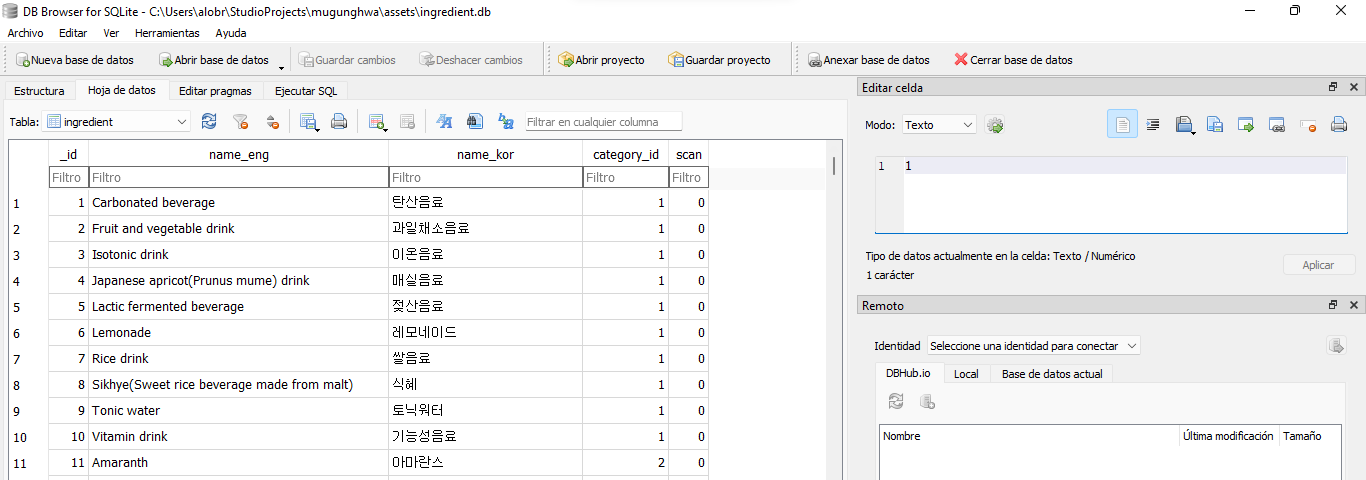 DB Browser for SQLite - C:\Users\alobr\StudioProjects\mugunghwa\assets\ingredient.db
Archivo Editar Ver Herramientas Ayuda
Nueva base de datos Abrir base de datos Guardar cambios Deshacer cambios Abrir proyecto Guardar proyecto Anexar base de datos Cerrar base de datos
Estructura Hoja de datos Editar pragmas Ejecutar SQL
Tabla: ingredient Filtrar en cualquier columna
_id name_eng name_kor category_id scan
Filtro Filtro Filtro Filtro Filtro
1 1 Carbonated beverage 탄산음료 1 0
2 2 Fruit and vegetable drink 과일채소음료 1 0
3 3 Isotonic drink 이온음료 1 0
4 4 Japanese apricot(Prunus mume) drink 매실음료 1 0
5 5 Lactic fermented beverage 젖산음료 1 0
6 6 Lemonade 레모네이드 1 0
7 7 Rice drink 쌀음료 1 0
8 8 Sikhye(Sweet rice beverage made from malt) 식혜 1 0
9 9 Tonic water 토닉워터 1 0
10 10 Vitamin drink 기능성음료 1 0
11 11 Amaranth 아마란스 2 0
Editar celda
Modo: Texto
1 1
Tipo de datos actualmente en la celda: Texto / Numérico
1 carácter
Aplicar
Remoto
Identidad Seleccione una identidad para conectar
DBHub.io Local Base de datos actual
Nombre Última modificación Tamaño